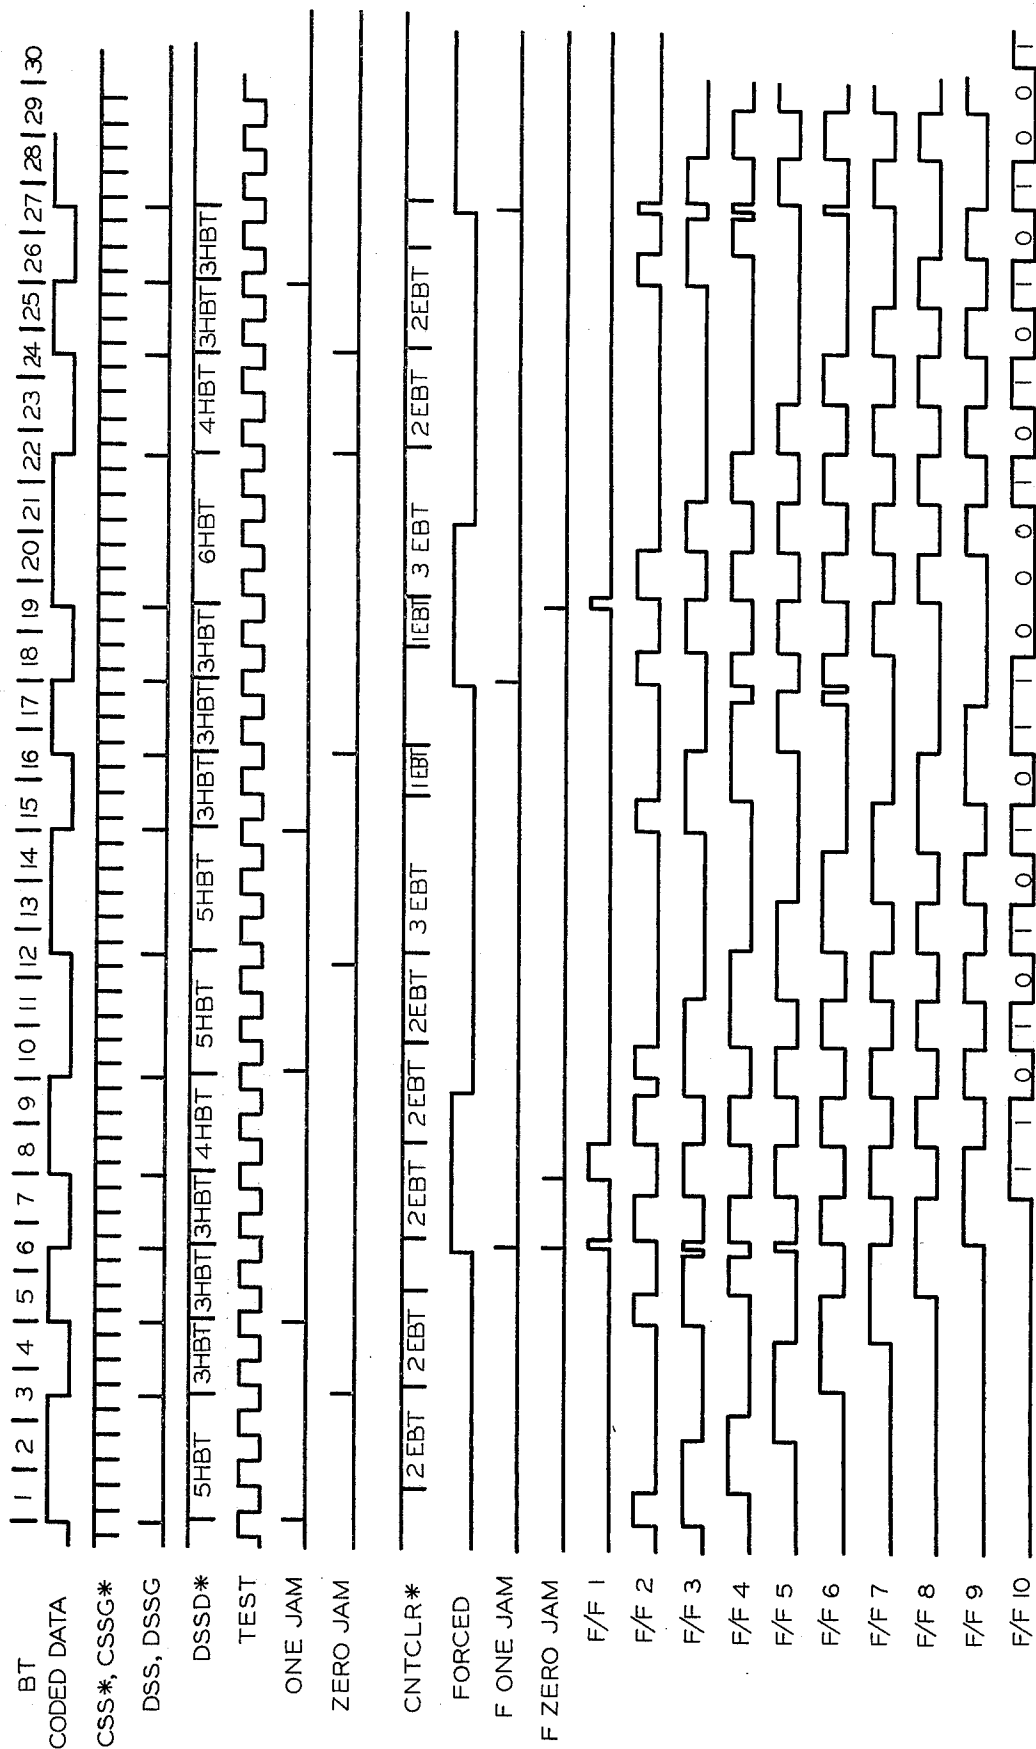 BT 1 2 3 4 5 6 7 8 9 10 11 12 13 14 15 16 17 18 19 20 21 22 23 24 25 26 27 28 29 30
CODED DATA
CSS*, CSSG*
DSS, DSSG
DSSD* 5HBT 3HBT 3HBT 3HBT 4HBT 5HBT 5HBT 3HBT 3HBT 3HBT 6HBT 4HBT 3HBT 3HBT
TEST
ONE JAM
ZERO JAM
CNTCLR* 2EBT 2EBT 2EBT 2EBT 2EBT 3 EBT 1EBT 1EBT 3 EBT 2EBT 2EBT
FORCED
F ONE JAM
F ZERO JAM
F/F 1
F/F 2
F/F 3
F/F 4
F/F 5
F/F 6
F/F 7
F/F 8
F/F 9
F/F 10 1 1 0 1 0 1 0 1 0 1 1 0 0 0 1 0 1 0 1 0 1 0 0 1